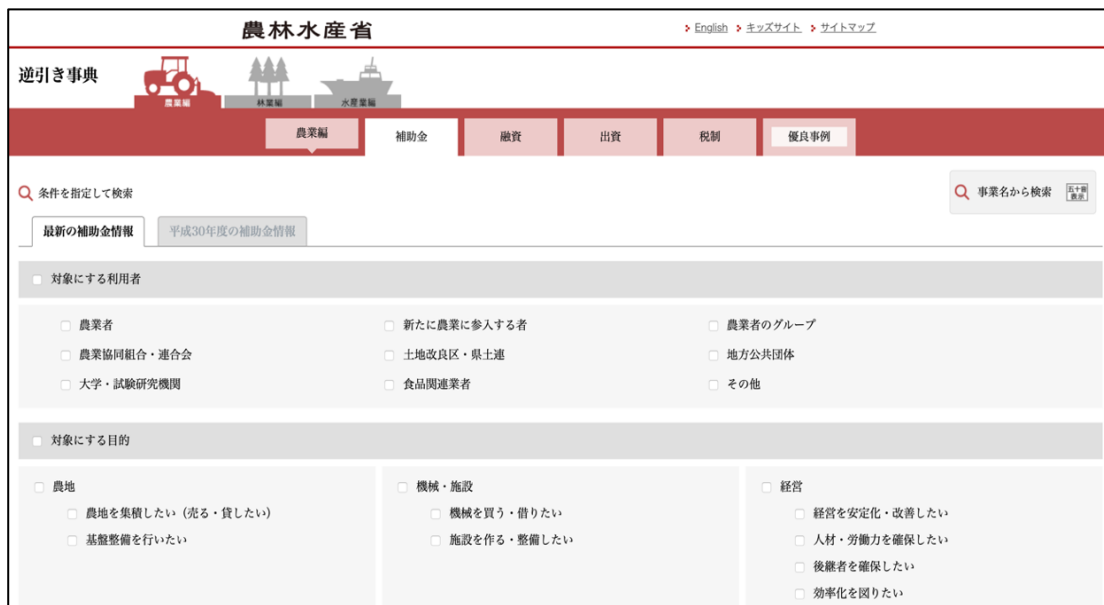 農林水産省
English キッズサイト サイトマップ
逆引き事典
農業編 林業編 水産業編
農業編 補助金 融資 出資 税制 優良事例
条件を指定して検索
事業名から検索 五十音表示
最新の補助金情報 平成30年度の補助金情報
対象にする利用者
農業者 新たに農業に参入する者 農業者のグループ
農業協同組合・連合会 土地改良区・県土連 地方公共団体
大学・試験研究機関 食品関連業者 その他
対象にする目的
農地 機械・施設 経営
農地を集積したい（売る・貸したい） 機械を買う・借りたい 経営を安定化・改善したい
基盤整備を行いたい 施設を作る・整備したい 人材・労働力を確保したい
後継者を確保したい
効率化を図りたい